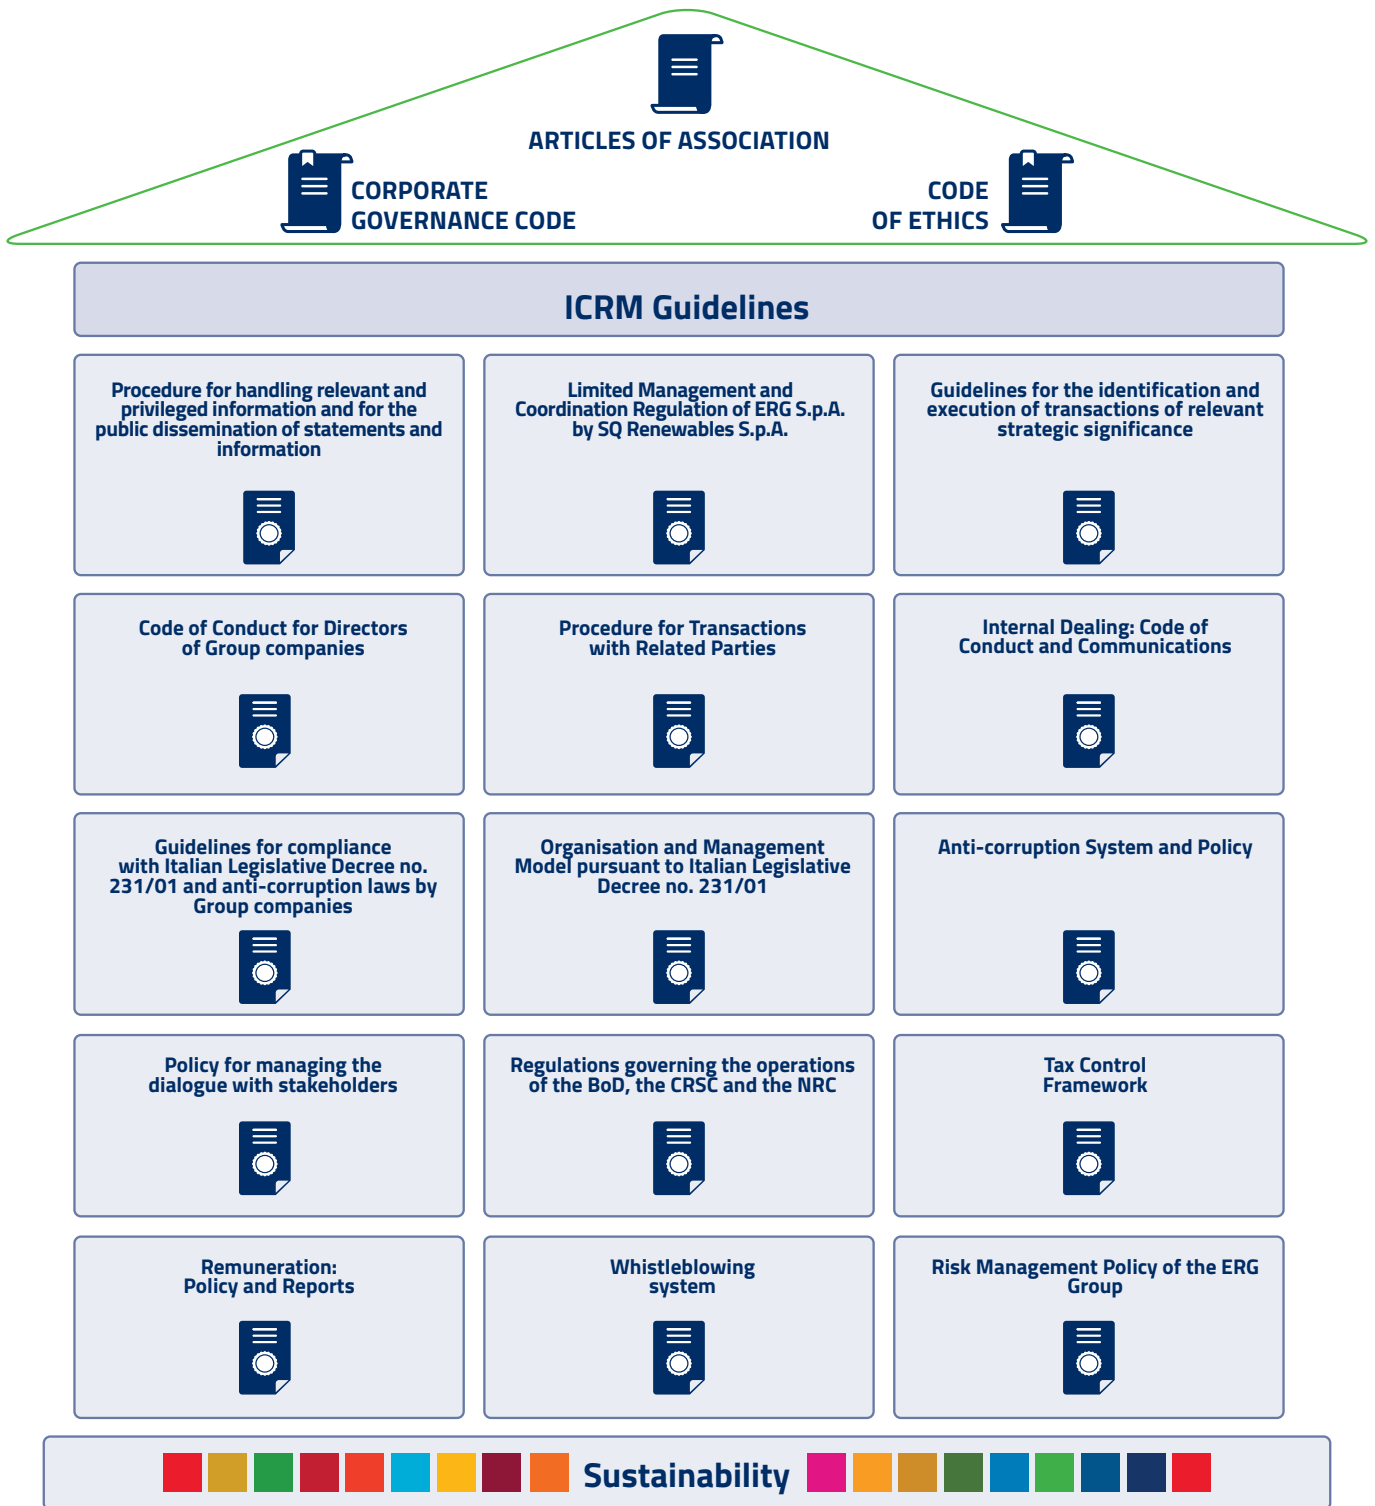 ARTICLES OF ASSOCIATION
CORPORATE
GOVERNANCE CODE
CODE
OF ETHICS
ICRM Guidelines
Procedure for handling relevant and
privileged information and for the
public dissemination of statements and
information
Limited Management and
Coordination Regulation of ERG S.p.A.
by SQ Renewables S.p.A.
Guidelines for the identification and
execution of transactions of relevant
strategic significance
Code of Conduct for Directors
of Group companies
Procedure for Transactions
with Related Parties
Internal Dealing: Code of
Conduct and Communications
Guidelines for compliance
with Italian Legislative Decree no.
231/01 and anti-corruption laws by
Group companies
Organisation and Management
Model pursuant to Italian Legislative
Decree no. 231/01
Anti-corruption System and Policy
Policy for managing the
dialogue with stakeholders
Regulations governing the operations
of the BoD, the CRSC and the NRC
Tax Control
Framework
Remuneration:
Policy and Reports
Whistleblowing
system
Risk Management Policy of the ERG
Group
Sustainability